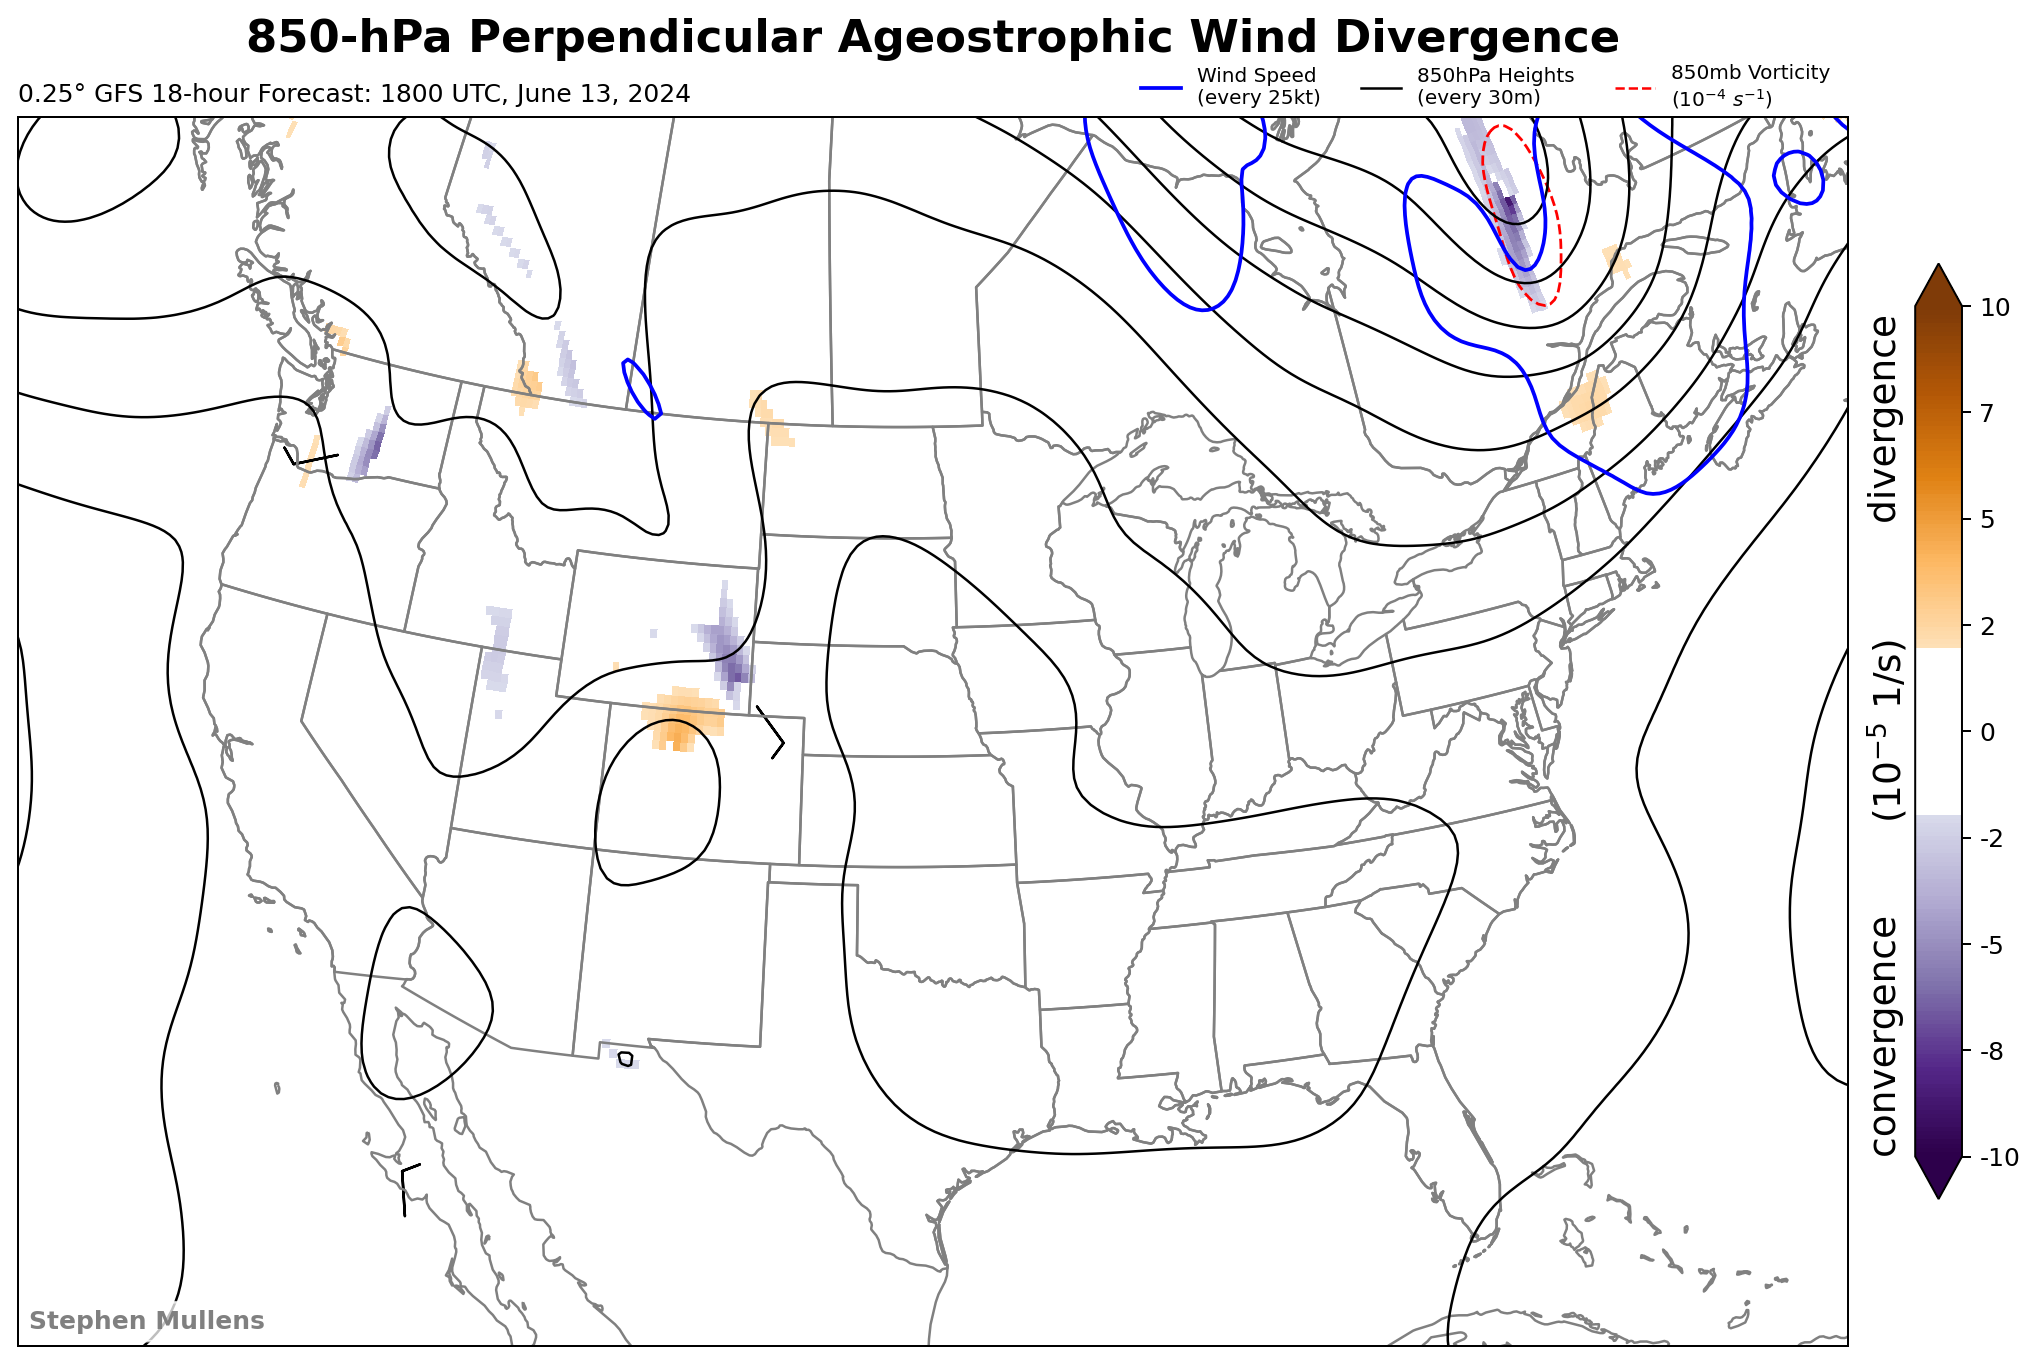 850-hPa Perpendicular Ageostrophic Wind Divergence
0.25° GFS 18-hour Forecast: 1800 UTC, June 13, 2024
Wind Speed
(every 25kt)
850hPa Heights
(every 30m)
850mb Vorticity
(10⁻⁴ s⁻¹)
10
7
5
2
0
-2
-5
-8
-10
convergence (10⁻⁵ 1/s) divergence
Stephen Mullens